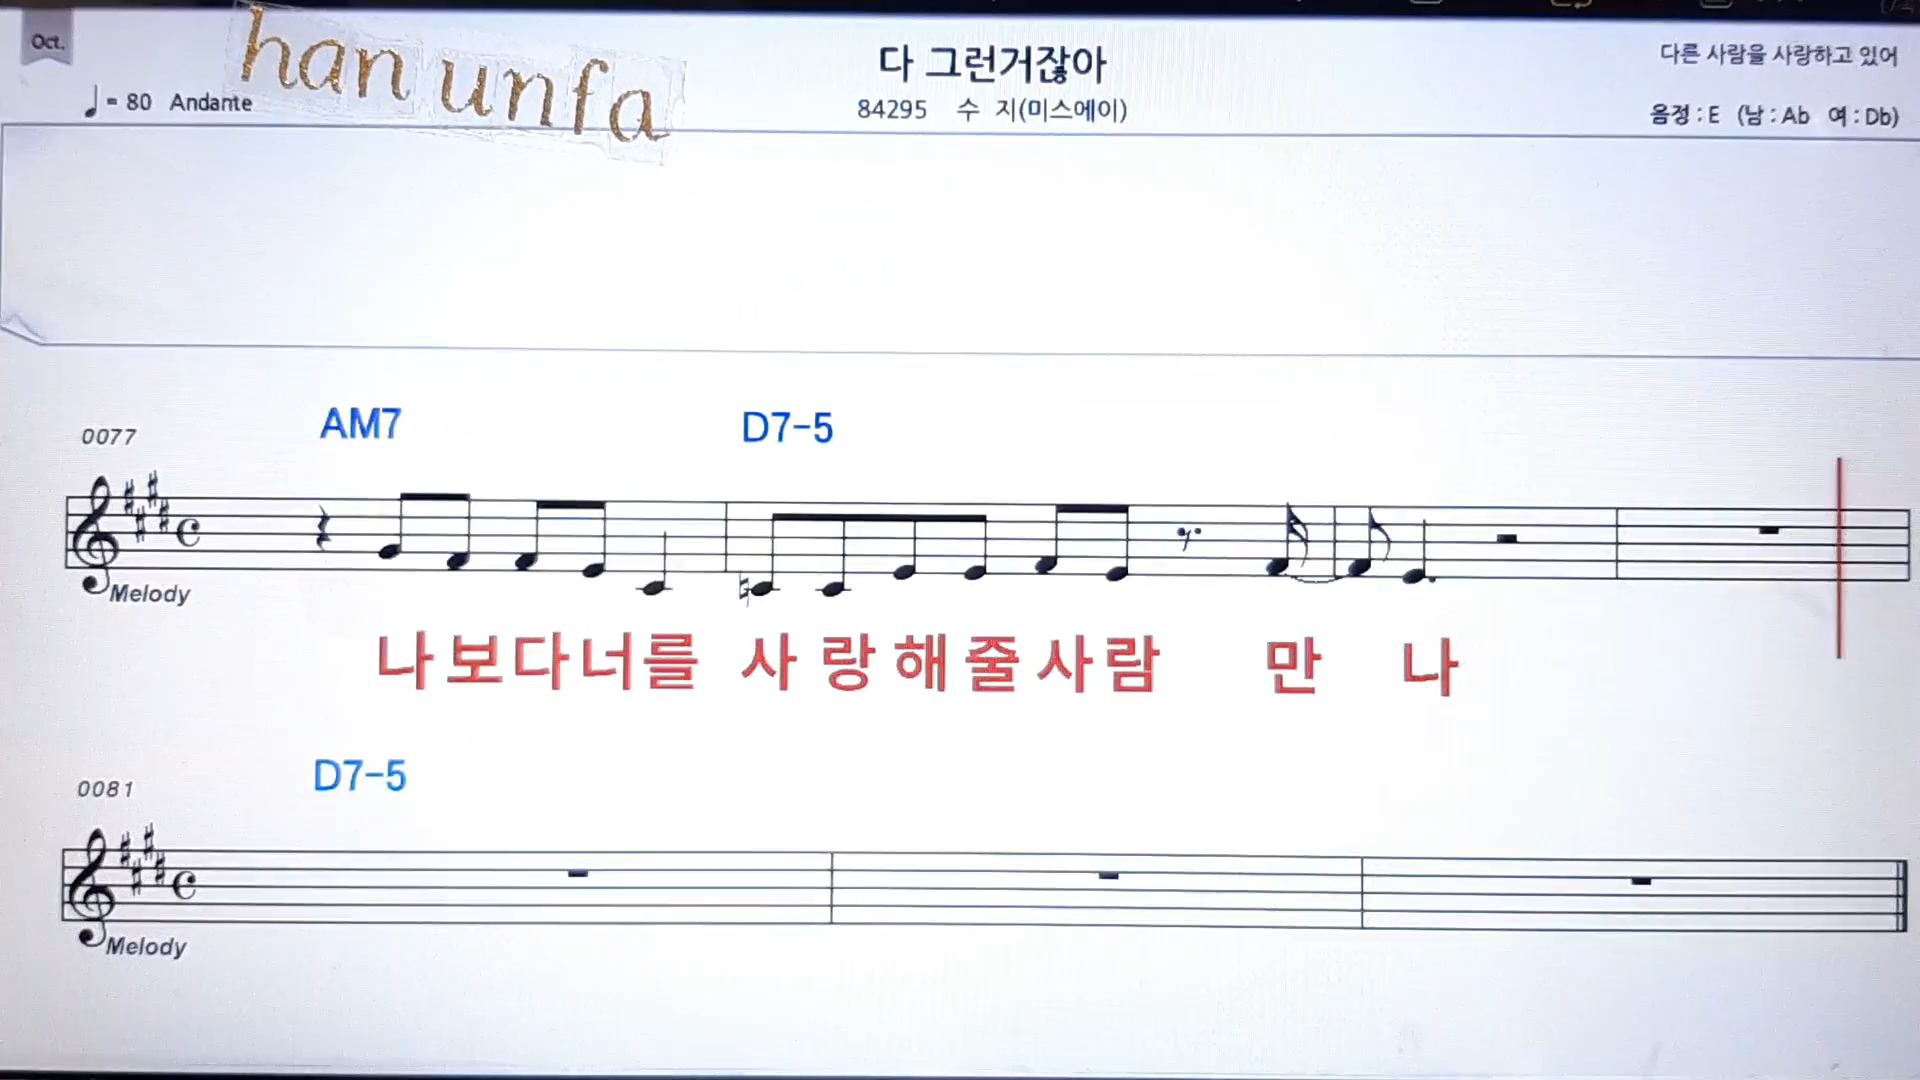 Oct.
han unfa
다 그런거잖아
다른 사람을 사랑하고 있어
♩= 80 Andante
84295 수 지(미스에이)
음정 : E (남 : Ab 여 : Db)
AM7 D7-5
0077
Melody
나보다너를 사랑해줄사람 만 나
D7-5
0081
Melody